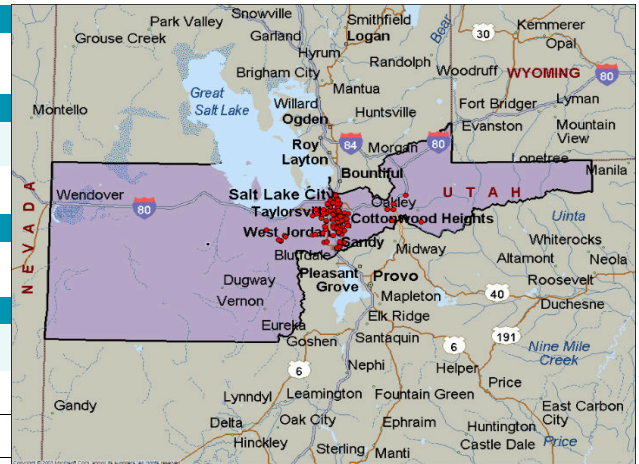 Snowville
Park Valley
Smithfield
Kemmerer
Grouse Creek
Garland
Logan
Bear
30
Opal
Hyrum
Randolph
Woodruff
WYOMING
80
Brigham City
Great
Salt Lake
Mantua
Montello
Willard
Huntsville
Fort Bridger
Lyman
Ogden
Evanston
Mountain
View
Roy
84
80
Layton
Morgan
Lonetree
Bountiful
Manila
NEVADA
Wendover
Salt Lake City
UTAH
80
Oakley
Taylorsvi
Cottonwood Heights
Uinta
West Jordan
Sandy
Whiterocks
Bluffdale
Midway
Altamont
Neola
Dugway
Pleasant
Grove
Provo
Roosevelt
Vernon
Mapleton
40
Duchesne
Elk Ridge
Eureka
Goshen
Santaquin
191
6
Nine Mile
Creek
6
Nephi
Helper
Price
Gandy
Lynndyl
Leamington
Fountain Green
East Carbon
City
Delta
Oak City
Ephraim
Huntington
Hinckley
Castle Dale
Price
Sterling
Manti